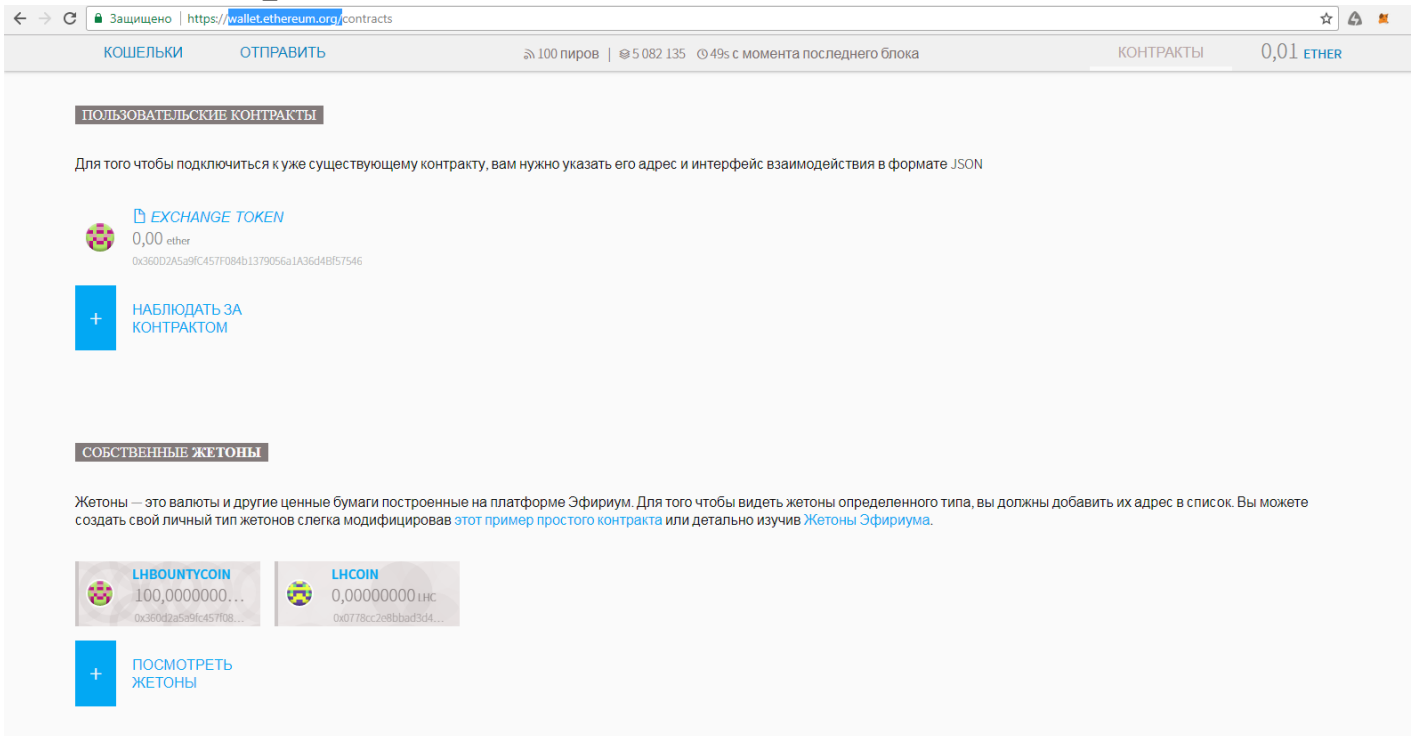 Защищено | https://wallet.ethereum.org/contracts
КОШЕЛЬКИ ОТПРАВИТЬ 100 пиров | 5 082 135 49s с момента последнего блока КОНТРАКТЫ 0,01 ETHER
ПОЛЬЗОВАТЕЛЬСКИЕ КОНТРАКТЫ
Для того чтобы подключиться к уже существующему контракту, вам нужно указать его адрес и интерфейс взаимодействия в формате JSON
EXCHANGE TOKEN
0,00 ether
0x360D2A5a9fC457F084b1379056a1A36d4Bf57546
+ НАБЛЮДАТЬ ЗА
КОНТРАКТОМ
СОБСТВЕННЫЕ ЖЕТОНЫ
Жетоны — это валюты и другие ценные бумаги построенные на платформе Эфириум. Для того чтобы видеть жетоны определенного типа, вы должны добавить их адрес в список. Вы можете
создать свой личный тип жетонов слегка модифицировав этот пример простого контракта или детально изучив Жетоны Эфириума.
LHBOUNTYCOIN LHCOIN
100,0000000... 0,00000000 LHC
0x360d2a5a9fc457f08... 0x0778cc2e8bbad3d4...
+ ПОСМОТРЕТЬ
ЖЕТОНЫ